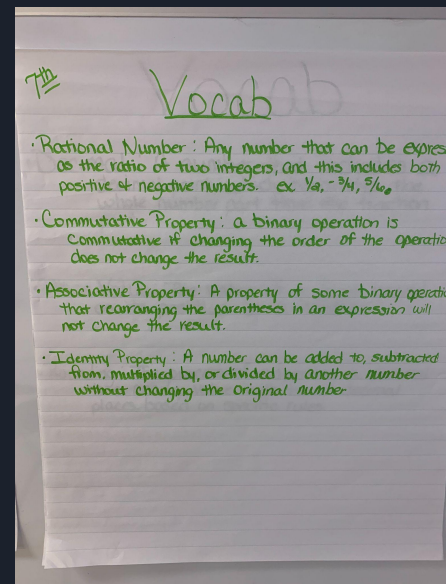 7th
Vocab
· Rational Number: Any number that can be expres
as the ratio of two integers, and this includes both
positive & negative numbers. ex. 1/2, -3/4, 5/6.
· Commutative Property: a binary operation is
Commutative if changing the order of the operatio
does not change the result.
· Associative Property: A property of some binary operati
that rearranging the parentheses in an expression will
not change the result.
· Identity Property: A number can be added to, subtracted
from, multiplied by, or divided by another number
without changing the original number